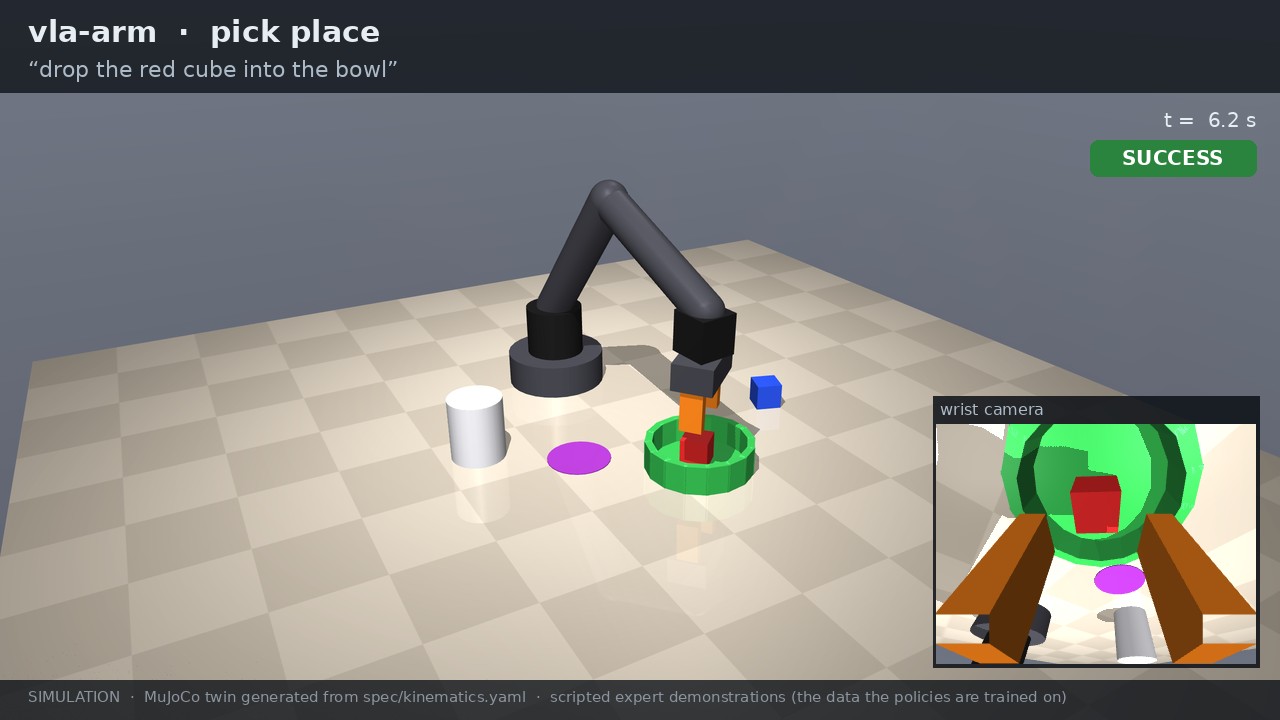 vla-arm · pick place
“drop the red cube into the bowl”
t = 6.2 s
SUCCESS
wrist camera
SIMULATION · MuJoCo twin generated from spec/kinematics.yaml · scripted expert demonstrations (the data the policies are trained on)